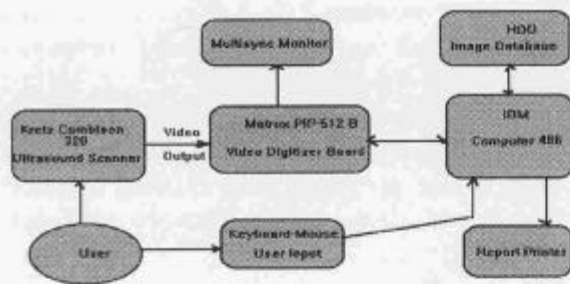 HDD
Image Database
Multisync Monitor
Kretz Combison
320
Ultrasound Scanner
Video
Output
Matrox PIP-512 B
Video Digitizer Board
IBM
Computer 486
User
Keyboard-Mouse
User Input
Report Printer